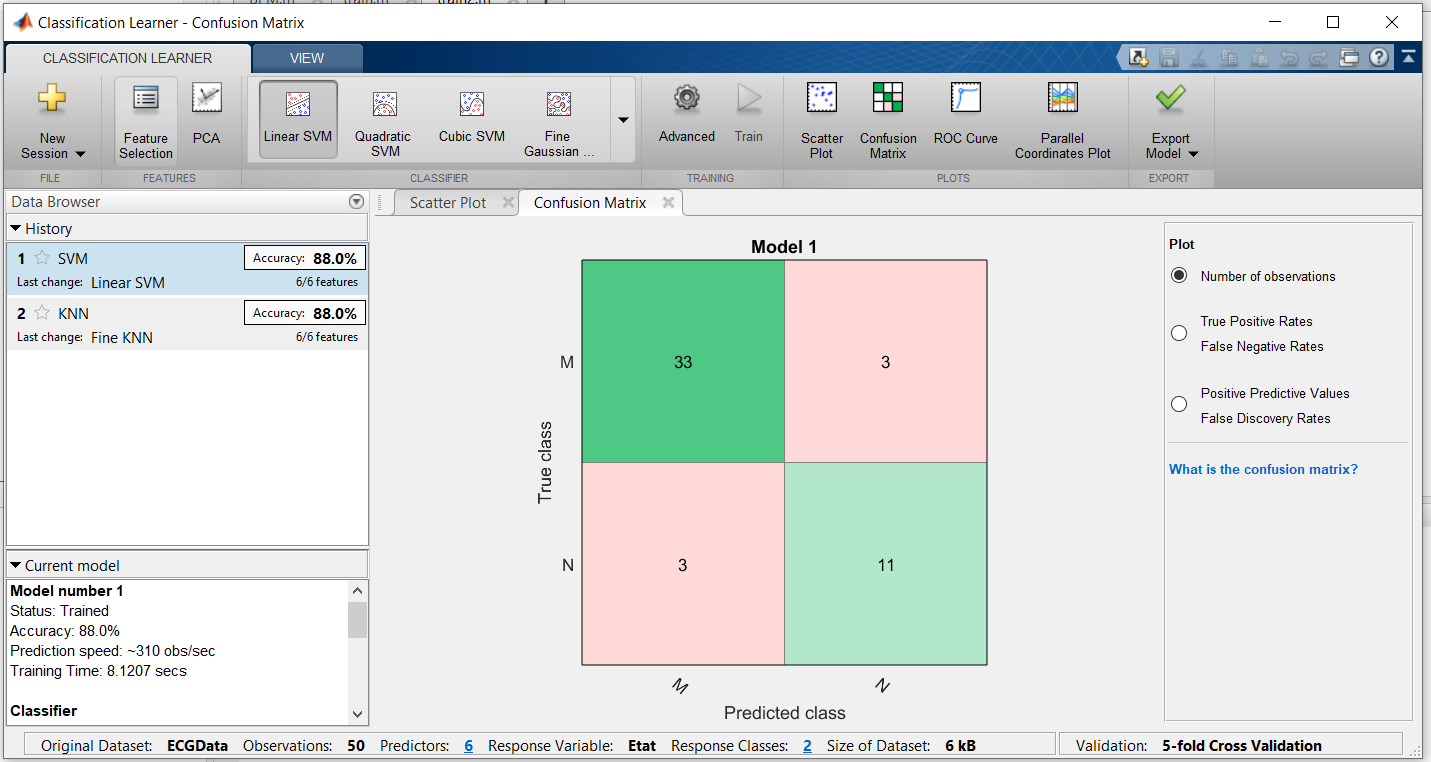 Classification Learner - Confusion Matrix
CLASSIFICATION LEARNER
VIEW
New
Session
Feature
Selection
PCA
Linear SVM
Quadratic
SVM
Cubic SVM
Fine
Gaussian ...
Advanced
Train
Scatter
Plot
Confusion
Matrix
ROC Curve
Parallel
Coordinates Plot
Export
Model
FILE
FEATURES
CLASSIFIER
TRAINING
PLOTS
EXPORT
Data Browser
Scatter Plot
Confusion Matrix
History
1 SVM Accuracy: 88.0%
Last change: Linear SVM 6/6 features
2 KNN Accuracy: 88.0%
Last change: Fine KNN 6/6 features
Current model
Model number 1
Status: Trained
Accuracy: 88.0%
Prediction speed: ~310 obs/sec
Training Time: 8.1207 secs
Classifier
Model 1
True class
M 33 3
N 3 11
M N
Predicted class
Plot
Number of observations
True Positive Rates
False Negative Rates
Positive Predictive Values
False Discovery Rates
What is the confusion matrix?
Original Dataset: ECGData Observations: 50 Predictors: 6 Response Variable: Etat Response Classes: 2 Size of Dataset: 6 kB Validation: 5-fold Cross Validation